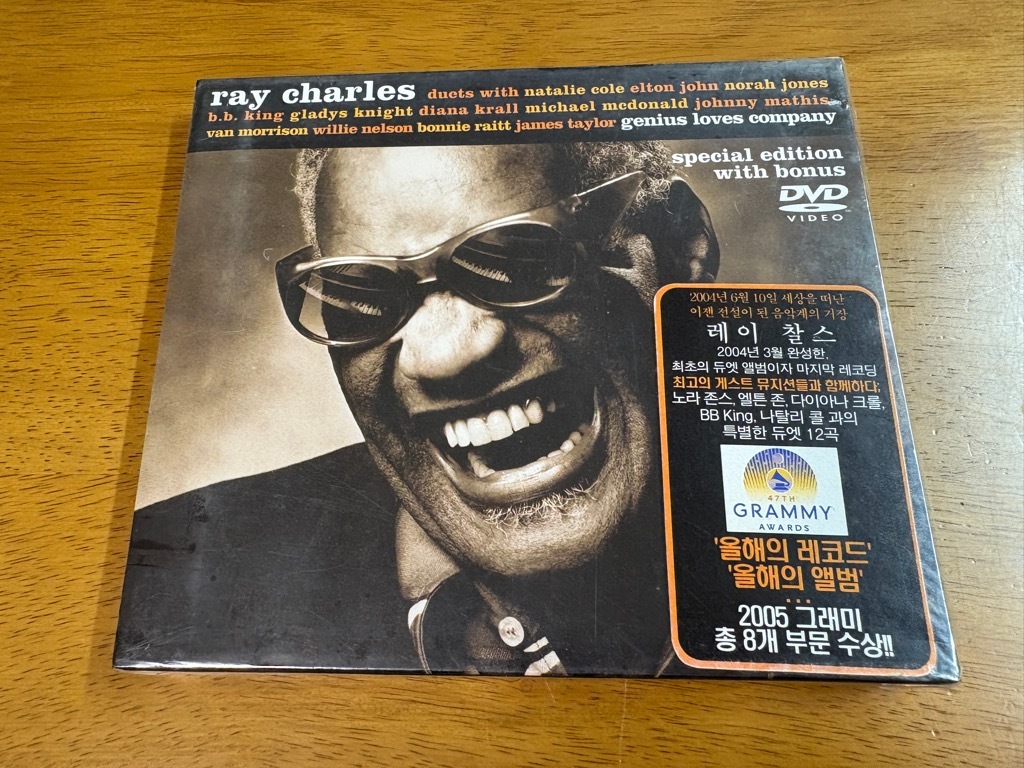 ray charles duets with natalie cole elton john norah jones
b.b. king gladys knight diana krall michael mcdonald johnny mathis
van morrison willie nelson bonnie raitt james taylor genius loves company
special edition
with bonus
DVD
VIDEO
2004년 6월 10일 세상을 떠난
이젠 전설이 된 음악계의 거장
레이 찰스
2004년 3월 완성한,
최초의 듀엣 앨범이자 마지막 레코딩
최고의 게스트 뮤지션들과 함께하다;
노라 존스, 엘튼 존, 다이아나 크롤,
BB King, 나탈리 콜 과의
특별한 듀엣 12곡
47TH
GRAMMY
AWARDS
'올해의 레코드'
'올해의 앨범'
...
2005 그래미
총 8개 부문 수상!!